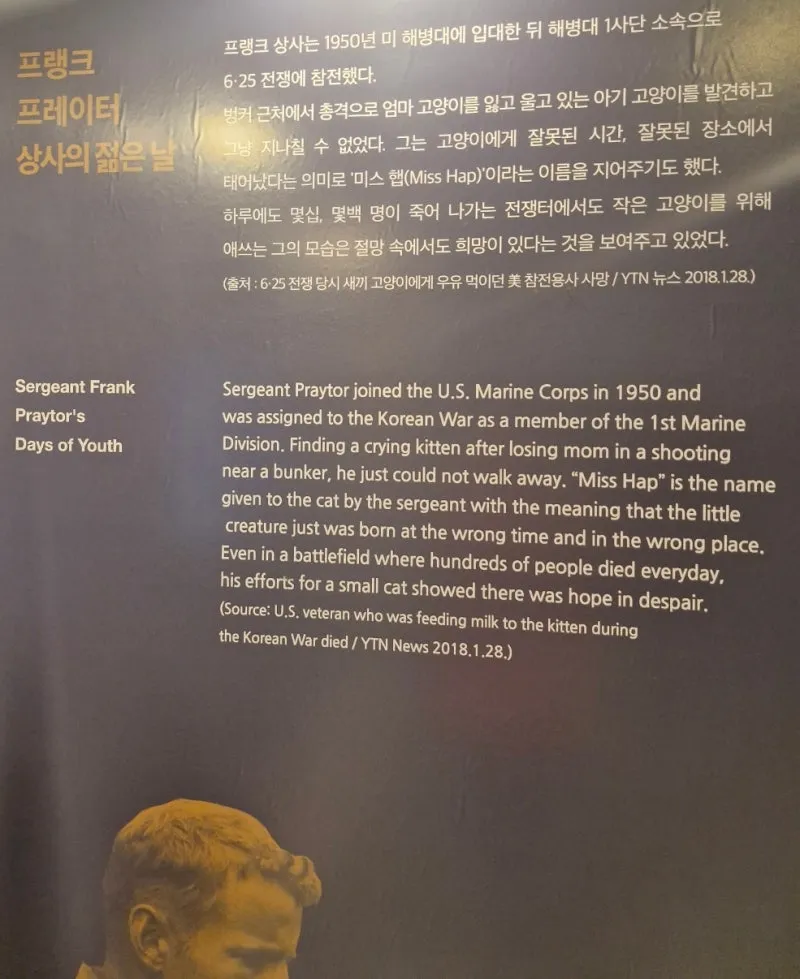 프랭크
프레이터
상사의 젊은 날
프랭크 상사는 1950년 미 해병대에 입대한 뒤 해병대 1사단 소속으로
6·25 전쟁에 참전했다.
벙커 근처에서 총격으로 엄마 고양이를 잃고 울고 있는 아기 고양이를 발견하고
그냥 지나칠 수 없었다. 그는 고양이에게 잘못된 시간, 잘못된 장소에서
태어났다는 의미로 '미스 햅(Miss Hap)'이라는 이름을 지어주기도 했다.
하루에도 몇십, 몇백 명이 죽어 나가는 전쟁터에서도 작은 고양이를 위해
애쓰는 그의 모습은 절망 속에서도 희망이 있다는 것을 보여주고 있었다.
(출처 : 6·25 전쟁 당시 새끼 고양이에게 우유 먹이던 美 참전용사 사망 / YTN 뉴스 2018.1.28.)
Sergeant Frank
Praytor's
Days of Youth
Sergeant Praytor joined the U.S. Marine Corps in 1950 and
was assigned to the Korean War as a member of the 1st Marine
Division. Finding a crying kitten after losing mom in a shooting
near a bunker, he just could not walk away. “Miss Hap” is the name
given to the cat by the sergeant with the meaning that the little
creature just was born at the wrong time and in the wrong place.
Even in a battlefield where hundreds of people died everyday,
his efforts for a small cat showed there was hope in despair.
(Source: U.S. veteran who was feeding milk to the kitten during
the Korean War died / YTN News 2018.1.28.)